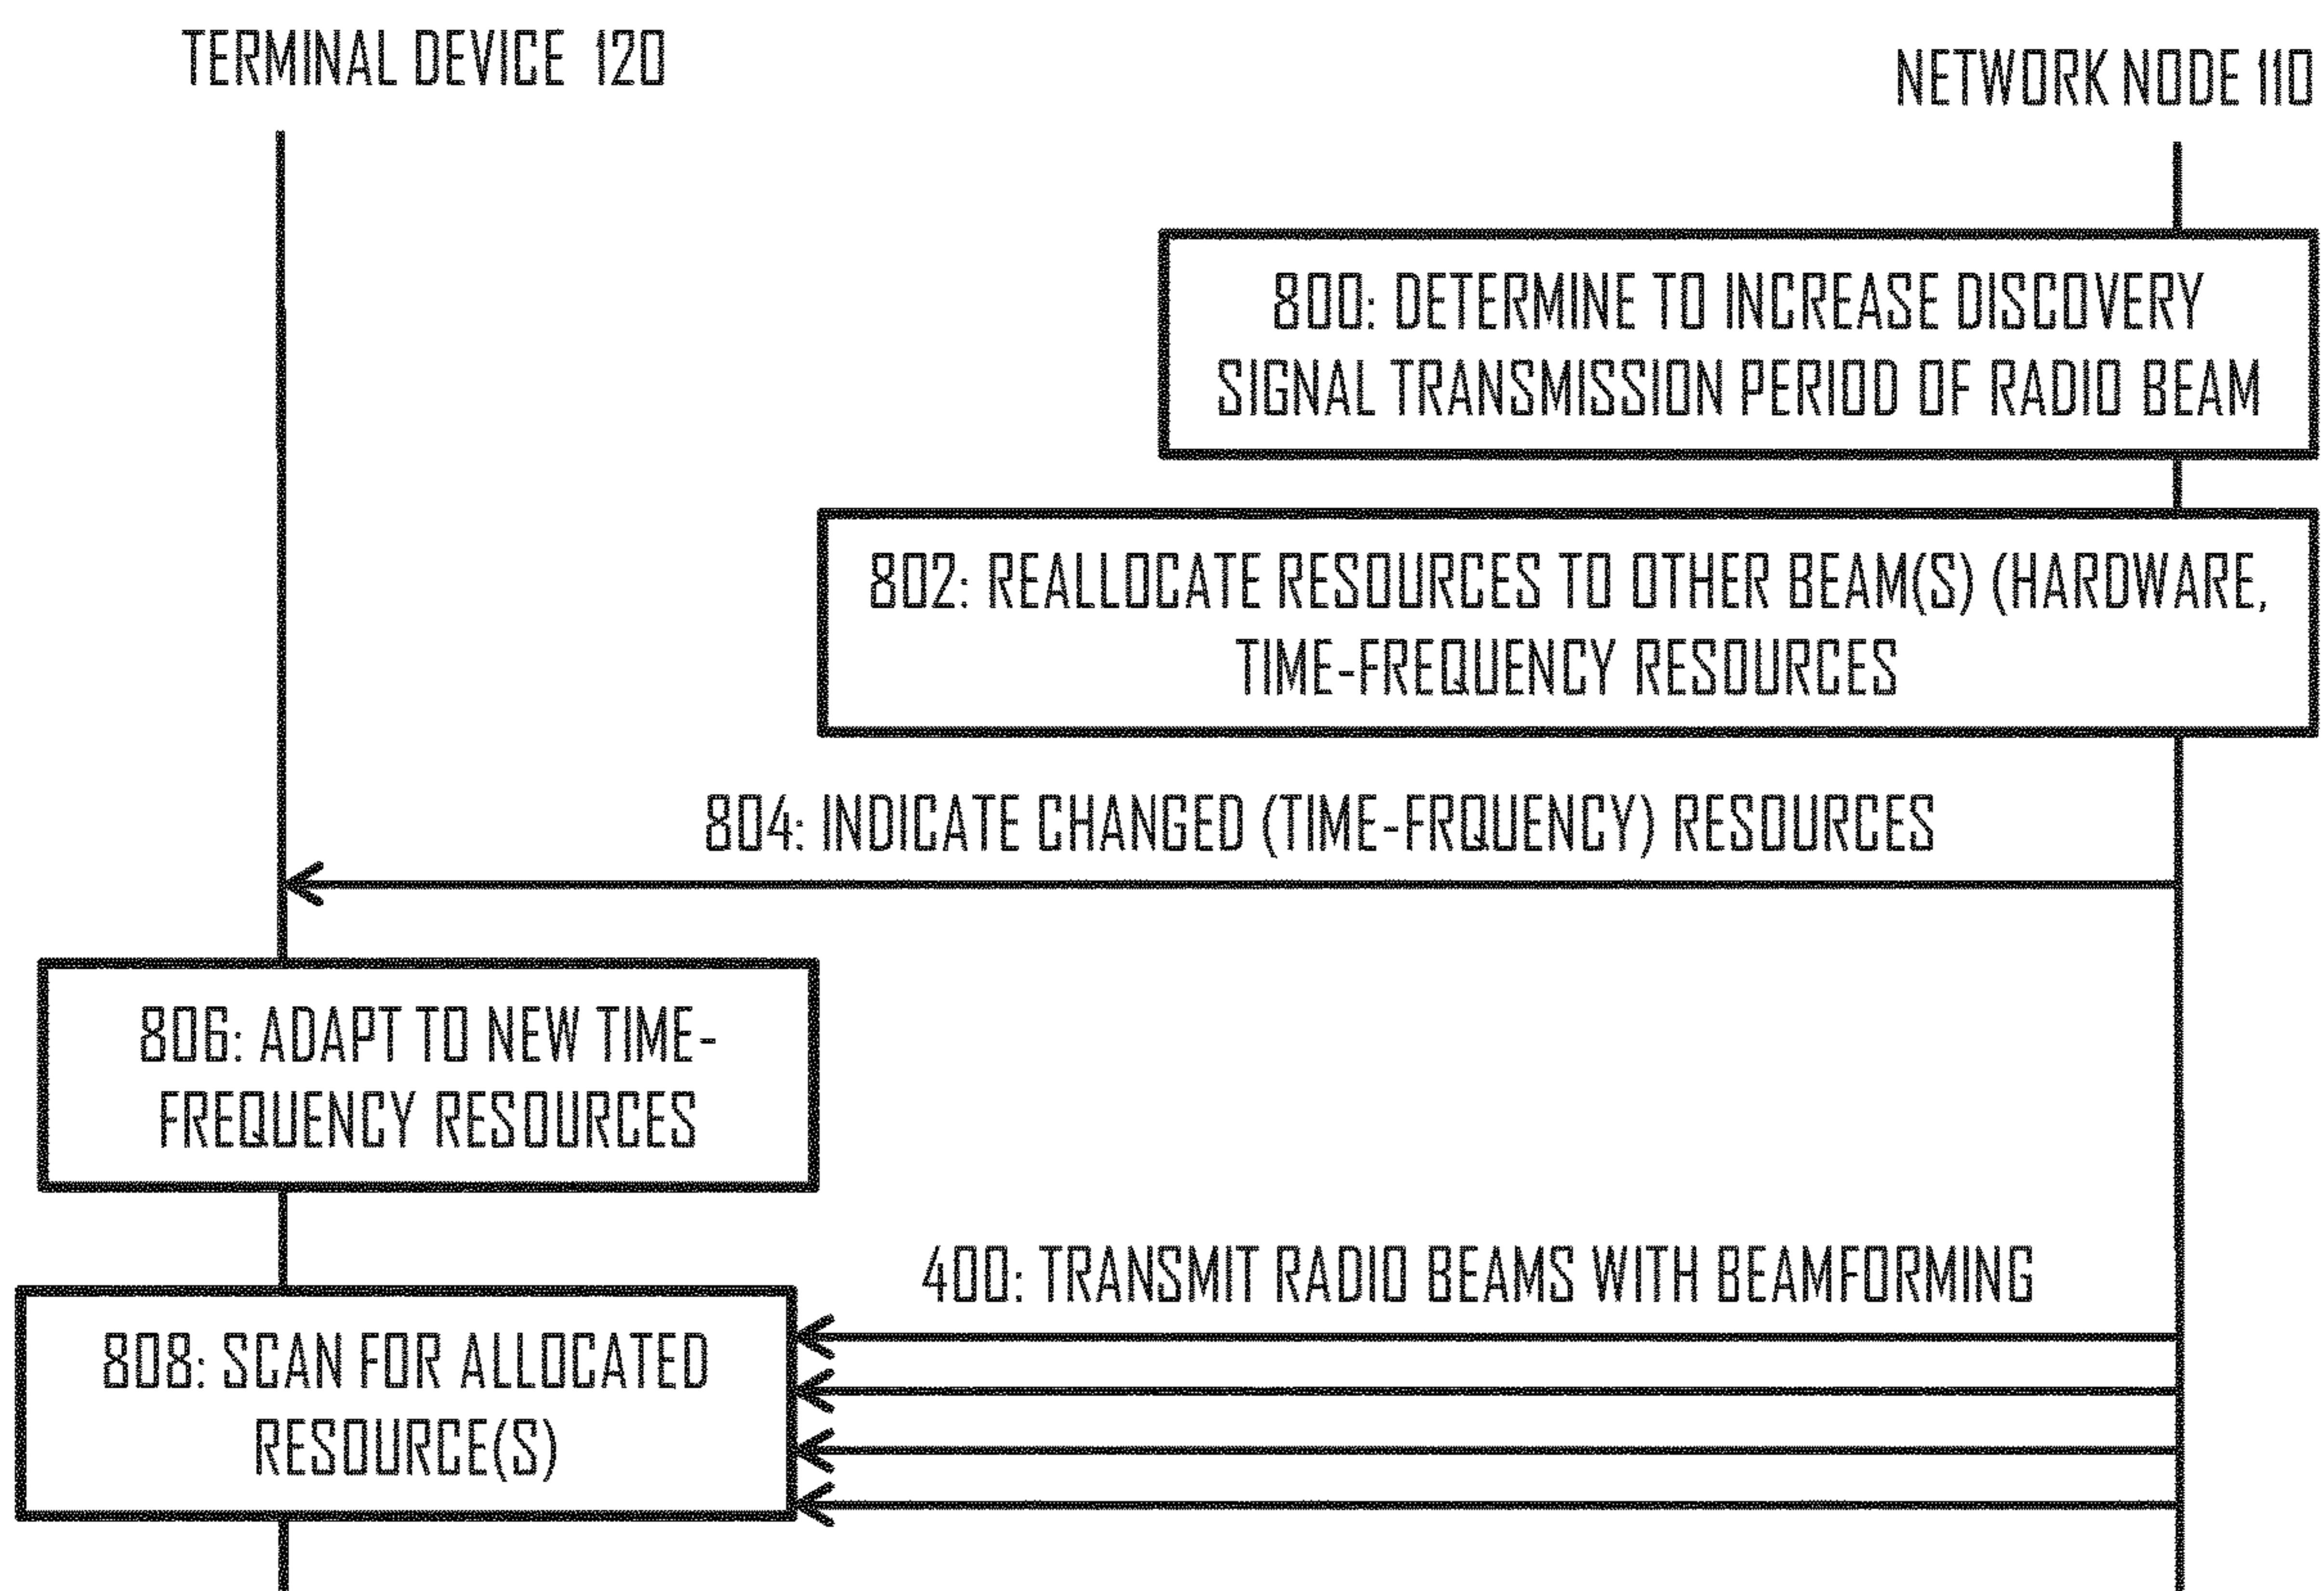 TERMINAL DEVICE 120
NETWORK NODE 110
800: DETERMINE TO INCREASE DISCOVERY
SIGNAL TRANSMISSION PERIOD OF RADIO BEAM
802: REALLOCATE RESOURCES TO OTHER BEAM(S) (HARDWARE,
TIME-FREQUENCY RESOURCES
804: INDICATE CHANGED (TIME-FRQUENCY) RESOURCES
806: ADAPT TO NEW TIME-
FREQUENCY RESOURCES
400: TRANSMIT RADIO BEAMS WITH BEAMFORMING
808: SCAN FOR ALLOCATED
RESOURCE(S)